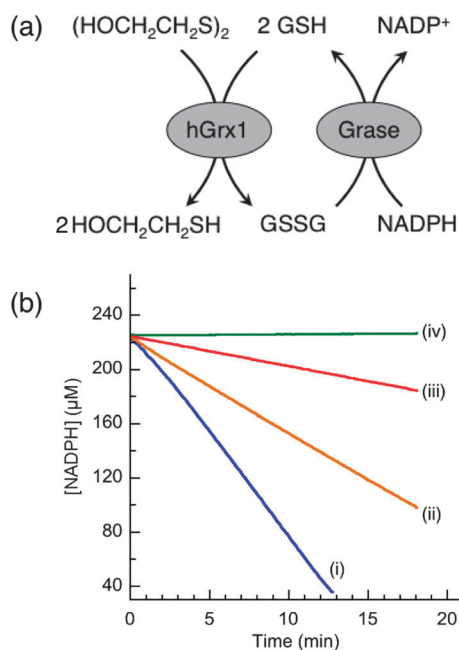 (a)
(HOCH₂CH₂S)₂ 2 GSH NADP⁺
hGrx1 Grase
2HOCH₂CH₂SH GSSG NADPH
(b)
[NADPH] (µM)
240
200
160
120
80
40
(iv)
(iii)
(ii)
(i)
0 5 10 15 20
Time (min)